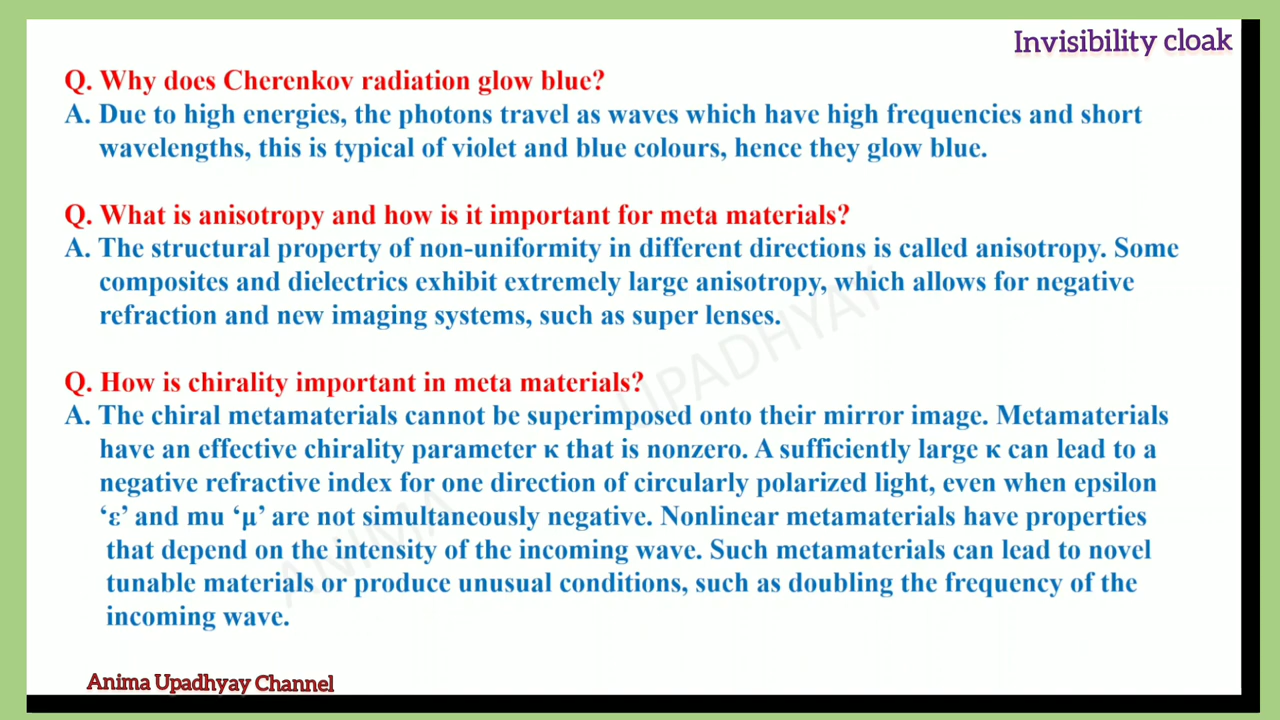 Invisibility cloak
Q. Why does Cherenkov radiation glow blue?
A. Due to high energies, the photons travel as waves which have high frequencies and short
wavelengths, this is typical of violet and blue colours, hence they glow blue.
Q. What is anisotropy and how is it important for meta materials?
A. The structural property of non-uniformity in different directions is called anisotropy. Some
composites and dielectrics exhibit extremely large anisotropy, which allows for negative
refraction and new imaging systems, such as super lenses.
Q. How is chirality important in meta materials?
A. The chiral metamaterials cannot be superimposed onto their mirror image. Metamaterials
have an effective chirality parameter κ that is nonzero. A sufficiently large κ can lead to a
negative refractive index for one direction of circularly polarized light, even when epsilon
‘ε’ and mu ‘μ’ are not simultaneously negative. Nonlinear metamaterials have properties
that depend on the intensity of the incoming wave. Such metamaterials can lead to novel
tunable materials or produce unusual conditions, such as doubling the frequency of the
incoming wave.
ANIMA UPADHYAY
Anima Upadhyay Channel